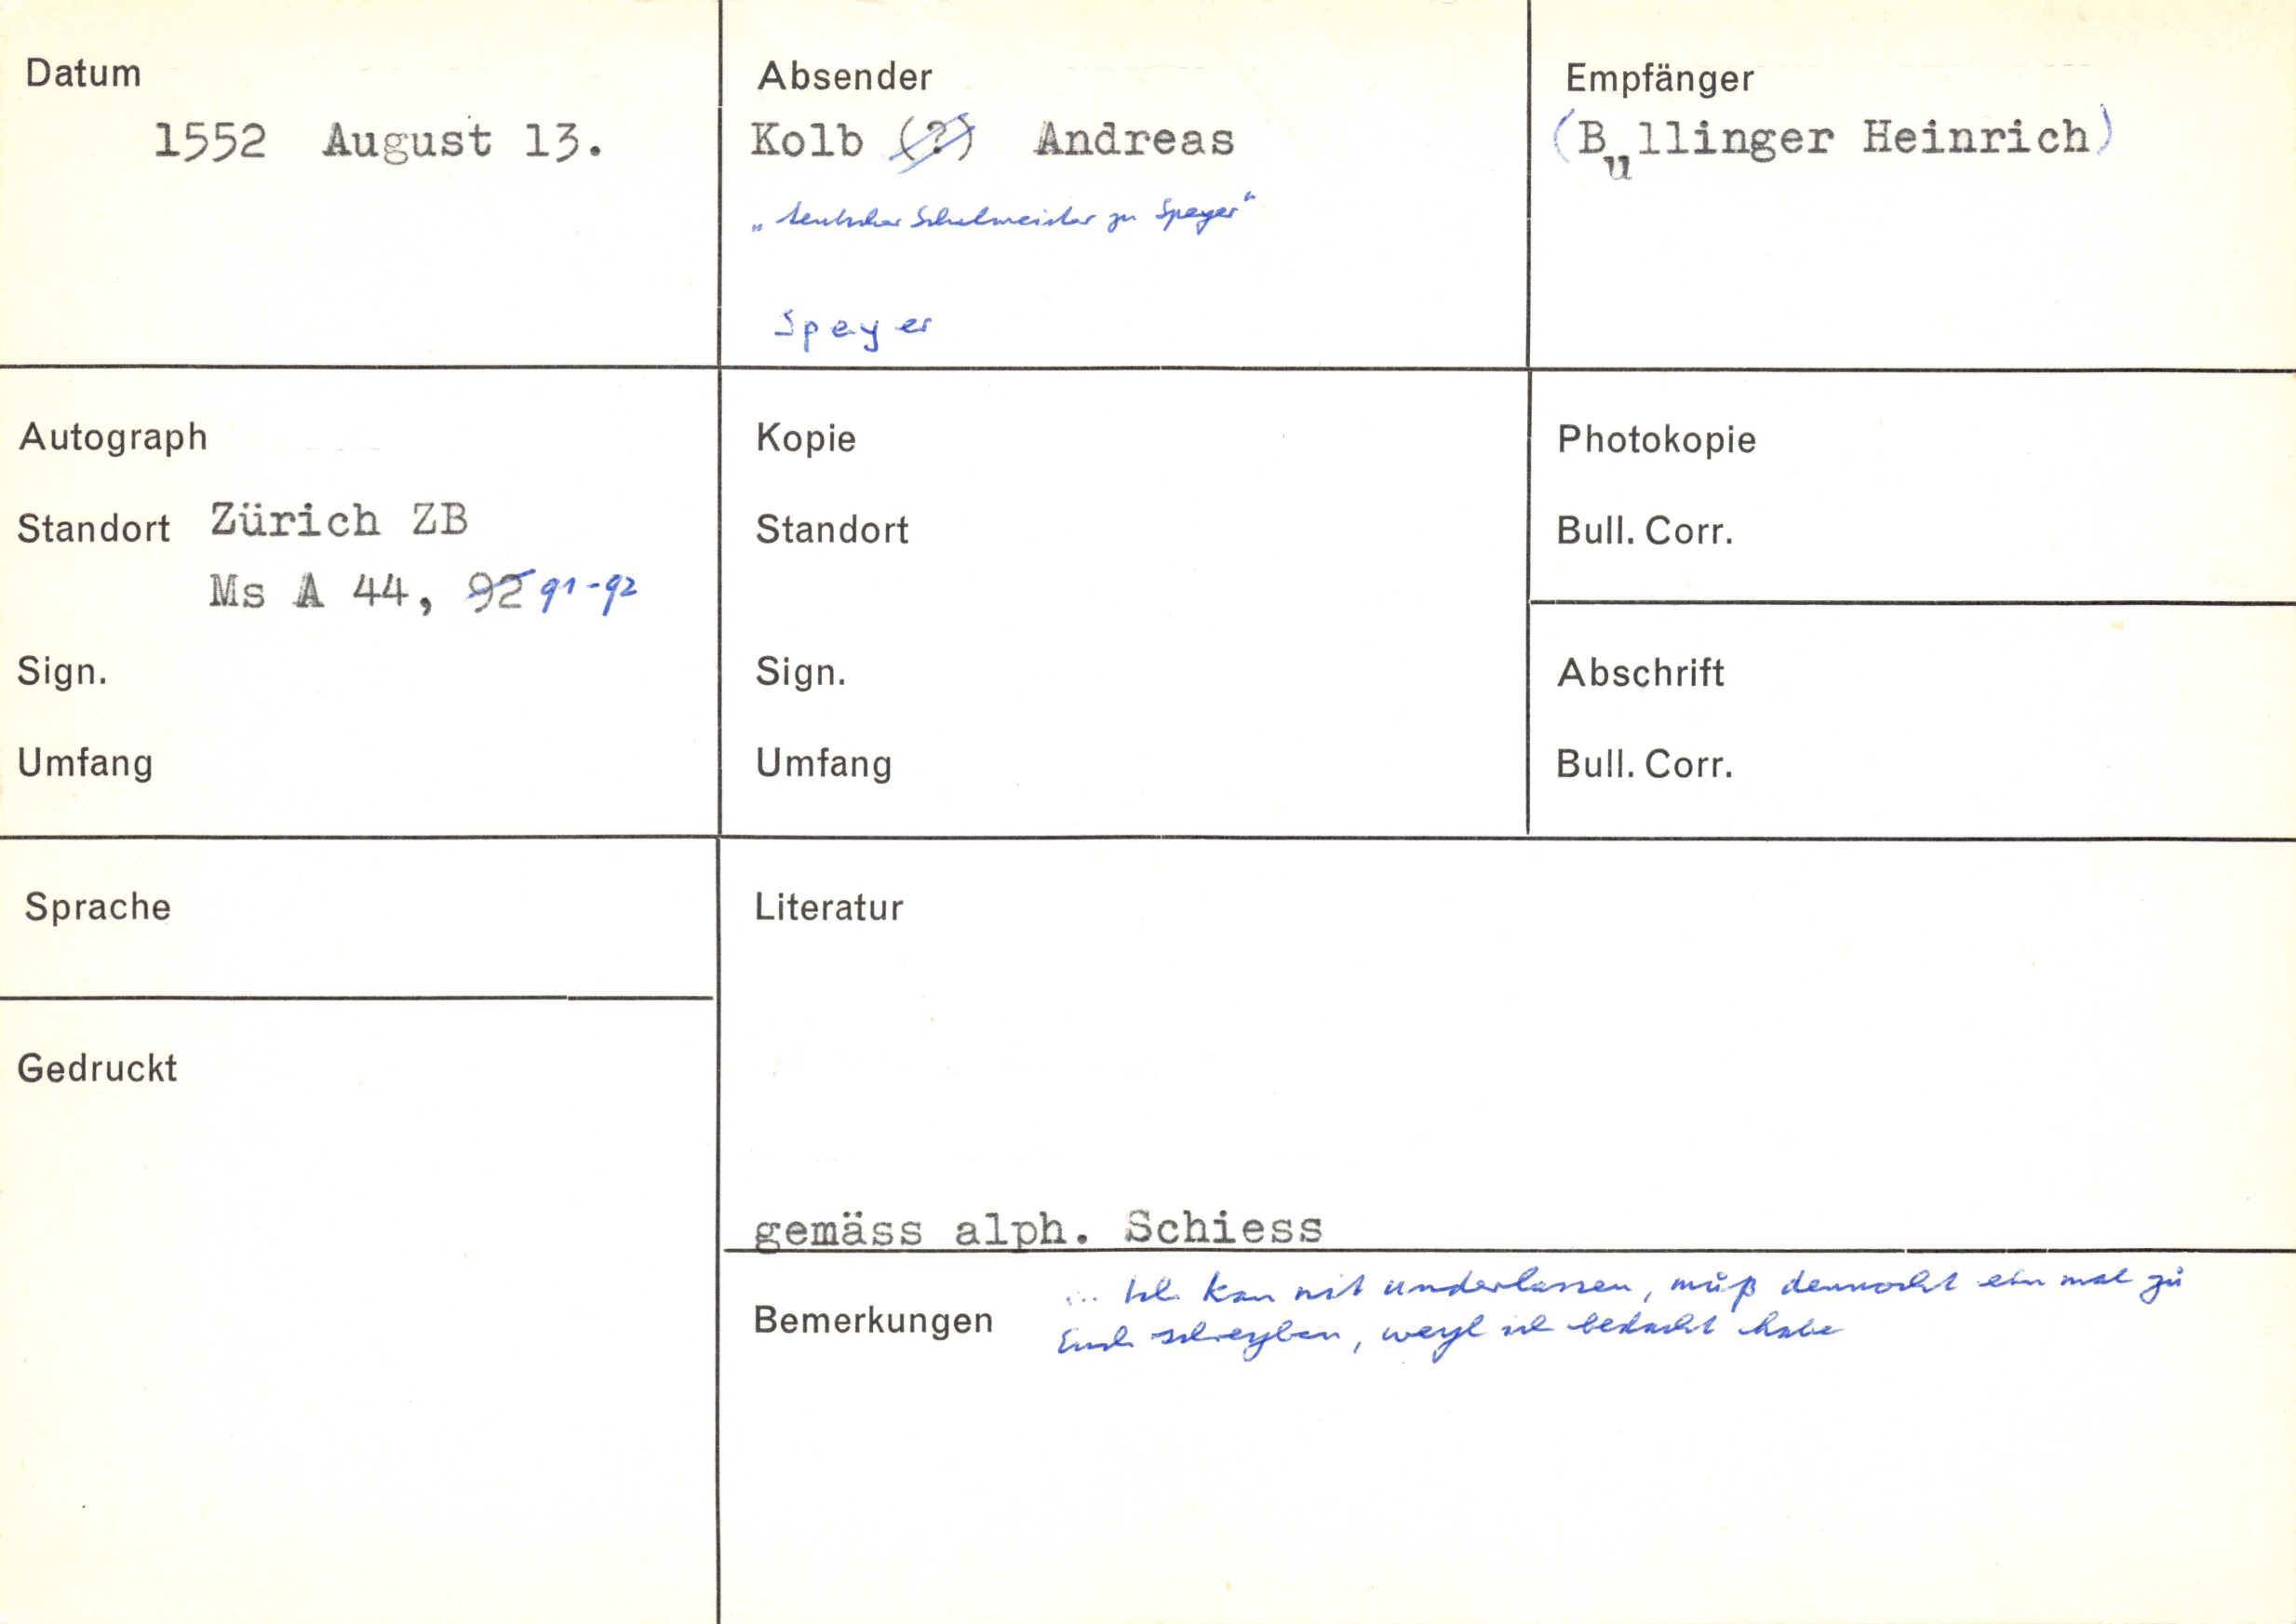 Datum
1552 August 13.
Absender
Kolb (?) Andreas
„teutscher Schulmeister zu Speyer“
Speyer
Empfänger
(Bullinger Heinrich)
Autograph
Standort Zürich ZB
Ms A 44, 92 91-92
Sign.
Umfang
Kopie
Standort
Sign.
Umfang
Photokopie
Bull. Corr.
Abschrift
Bull. Corr.
Sprache
Gedruckt
Literatur
gemäss alph. Schiess
Bemerkungen
... Ich kan nit underlassen, můß dennocht ein mal zů
Euch schreyben, weyl ich bedacht habe